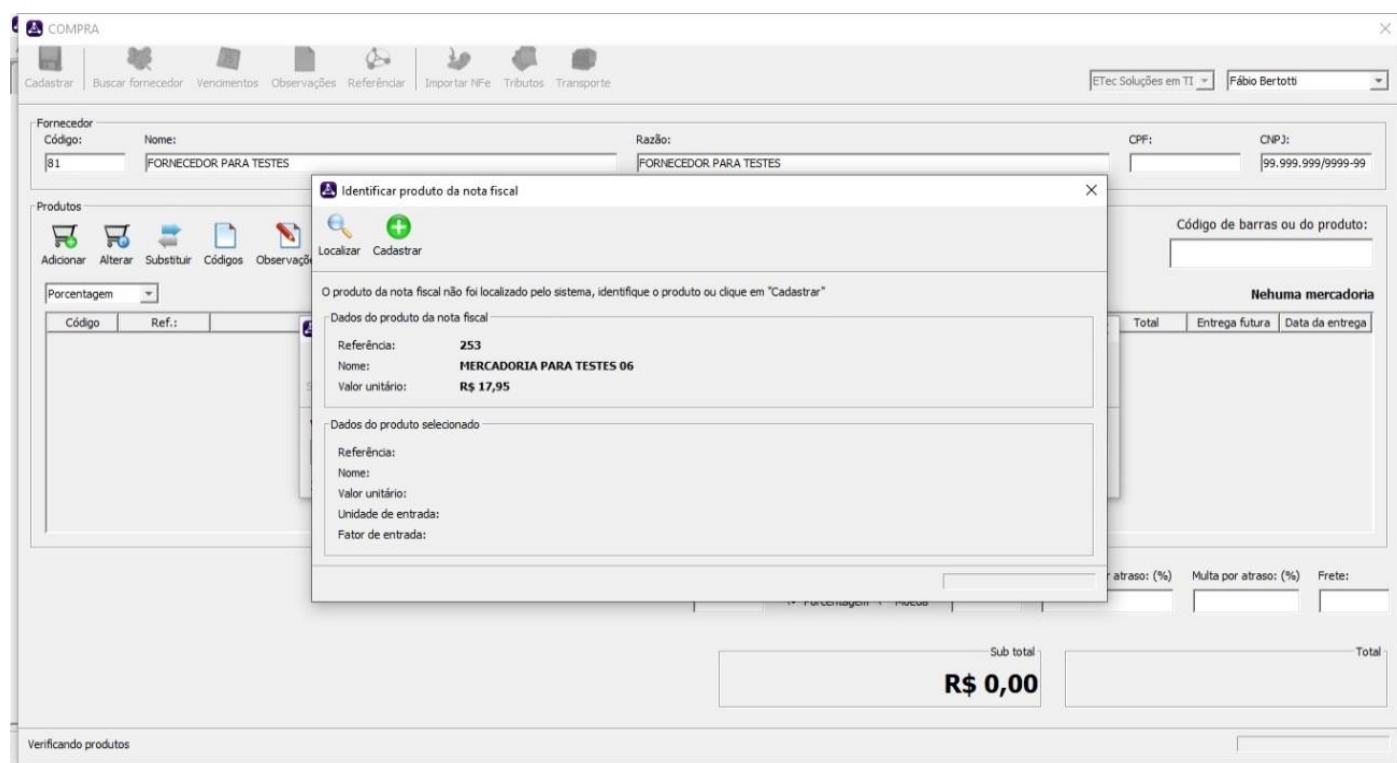 COMPRA
Cadastrar Buscar fornecedor Vencimentos Observações Referênciar Importar NFe Tributos Transporte
ETec Soluções em TI Fábio Bertotti
Fornecedor
Código: Nome: Razão: CPF: CNPJ:
81 FORNECEDOR PARA TESTES FORNECEDOR PARA TESTES 99.999.999/9999-99
Identificar produto da nota fiscal
Localizar Cadastrar
O produto da nota fiscal não foi localizado pelo sistema, identifique o produto ou clique em "Cadastrar"
Dados do produto da nota fiscal
Referência: 253
Nome: MERCADORIA PARA TESTES 06
Valor unitário: R$ 17,95
Dados do produto selecionado
Referência:
Nome:
Valor unitário:
Unidade de entrada:
Fator de entrada:
Produtos
Adicionar Alterar Substituir Códigos
Código de barras ou do produto:
Porcentagem
Nehuma mercadoria
Código Ref.: Total Entrega futura Data da entrega
atraso: (%) Multa por atraso: (%) Frete:
Porcentagem Moeda
Sub total
R$ 0,00
Total
Verificando produtos